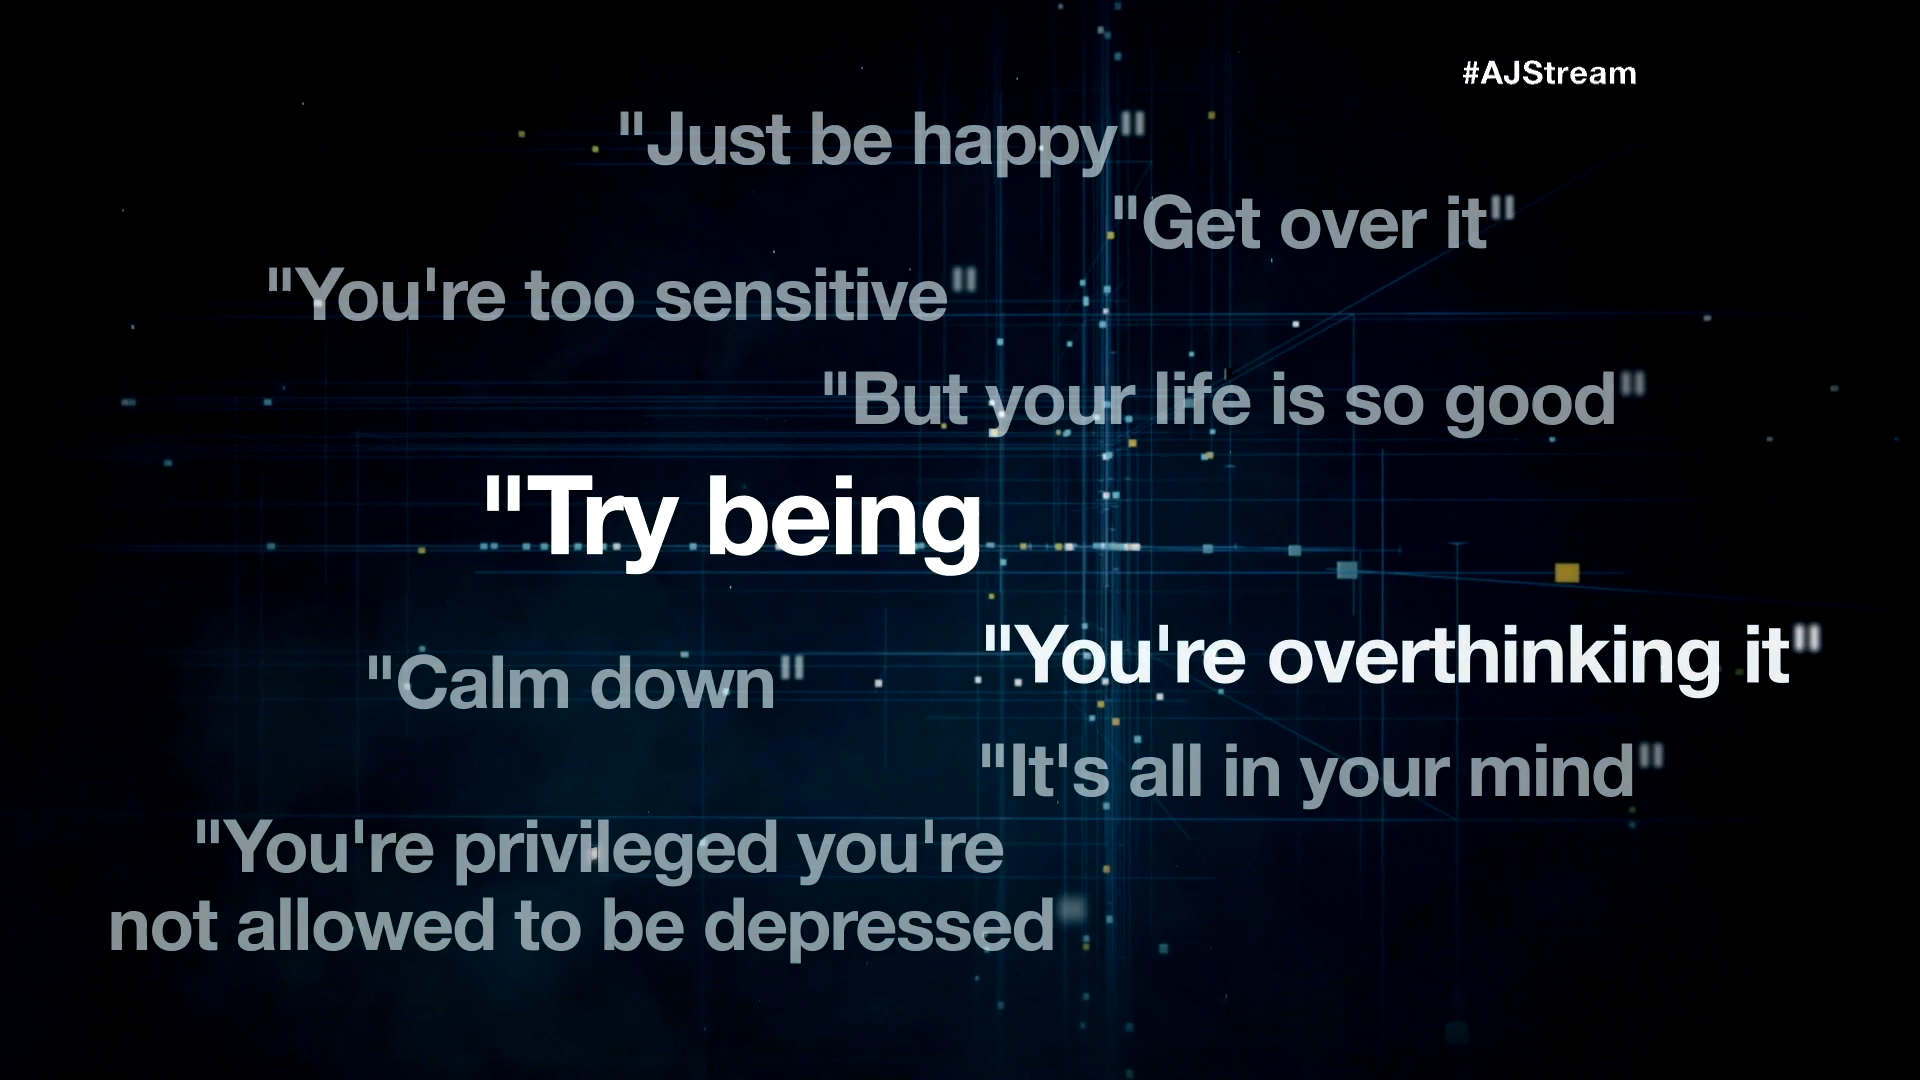 #AJStream
"Just be happy"
"Get over it"
"You're too sensitive"
"But your life is so good"
"Try being
"You're overthinking it"
"Calm down"
"It's all in your mind"
"You're privileged you're
not allowed to be depressed"